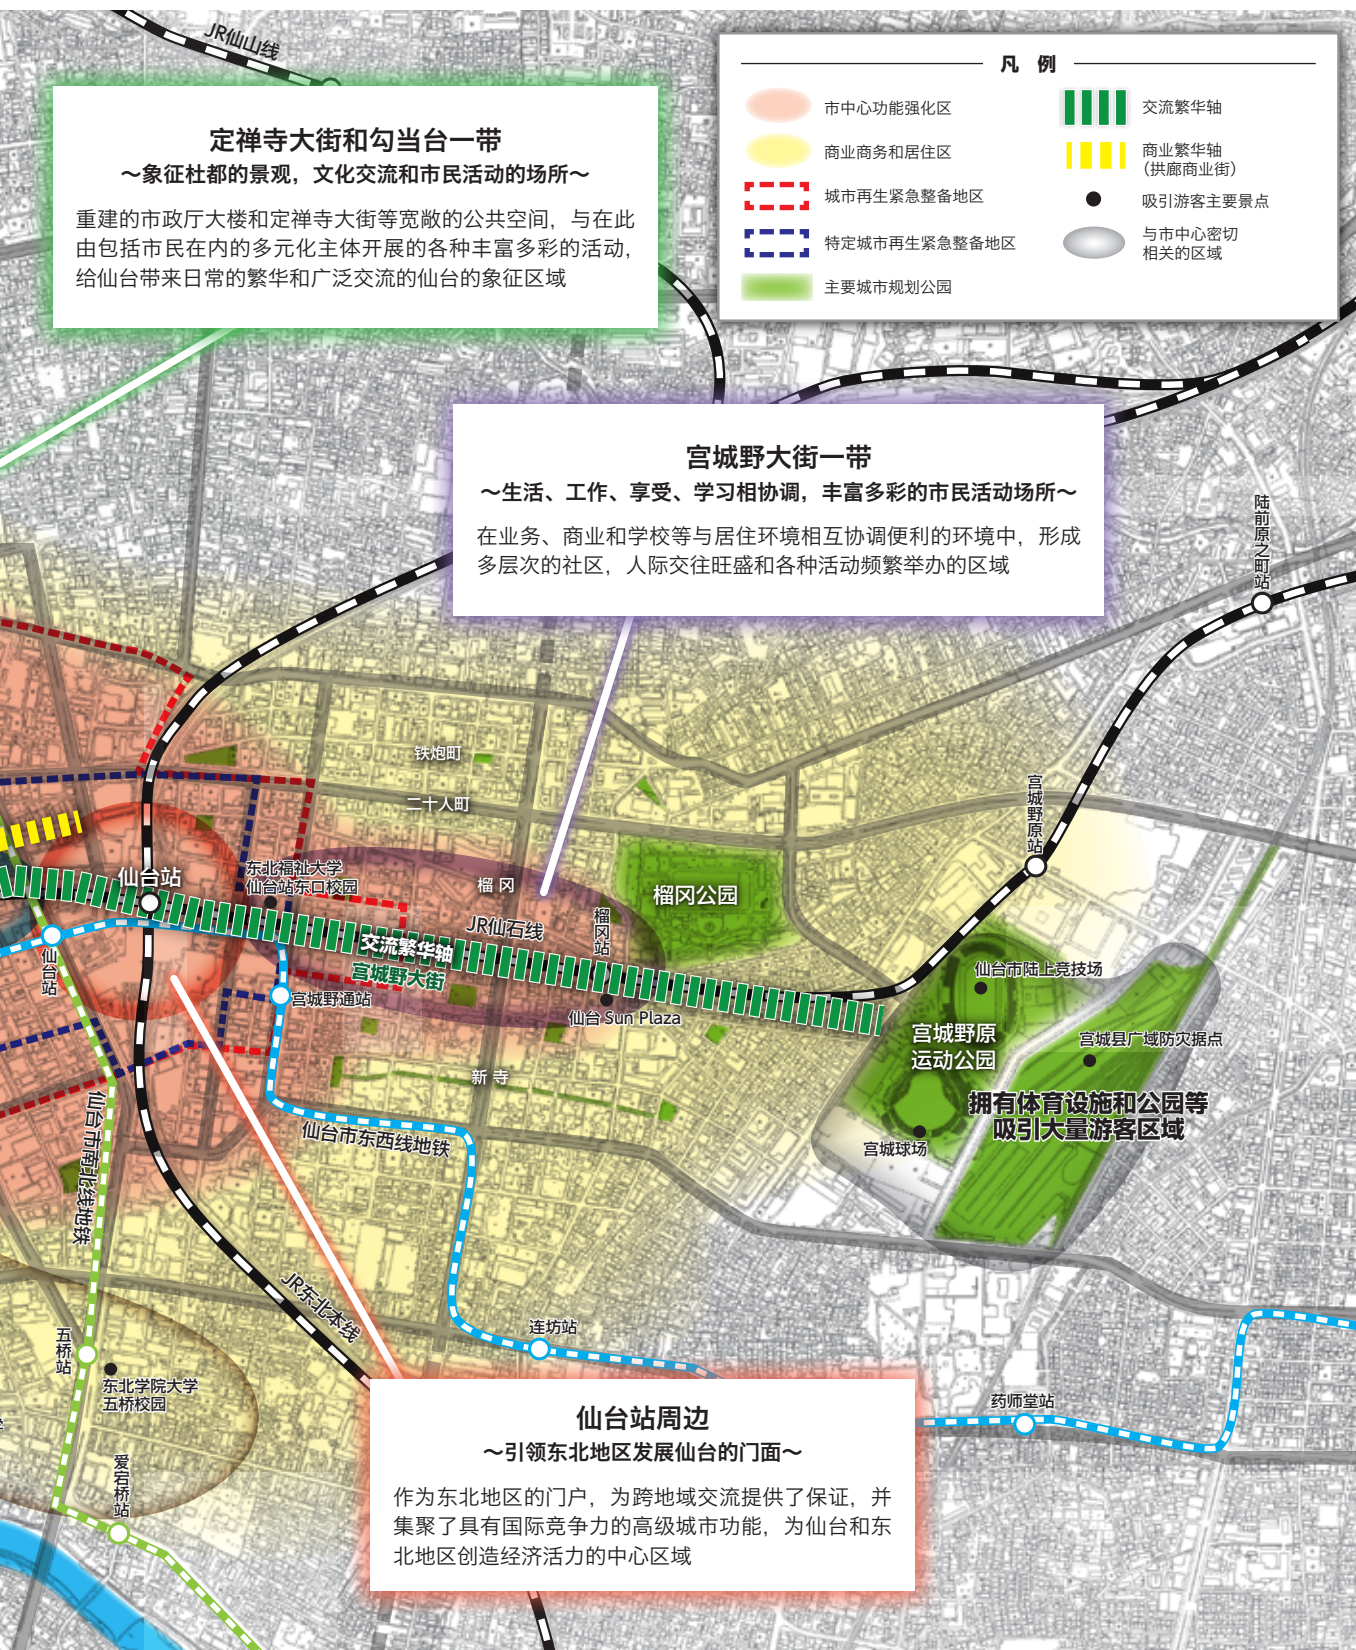 JR仙山线
凡 例
市中心功能强化区
商业商务和居住区
城市再生紧急整备地区
特定城市再生紧急整备地区
主要城市规划公园
交流繁华轴
商业繁华轴
（拱廊商业街）
吸引游客主要景点
与市中心密切
相关的区域
定禅寺大街和勾当台一带
～象征杜都的景观，文化交流和市民活动的场所～
重建的市政厅大楼和定禅寺大街等宽敞的公共空间，与在此
由包括市民在内的多元化主体开展的各种丰富多彩的活动，
给仙台带来日常的繁华和广泛交流的仙台的象征区域
宫城野大街一带
～生活、工作、享受、学习相协调，丰富多彩的市民活动场所～
在业务、商业和学校等与居住环境相互协调便利的环境中，形成
多层次的社区，人际交往旺盛和各种活动频繁举办的区域
陆前原之町站
铁炮町
二十人町
宫城野原站
仙台站
东北福祉大学
仙台站东口校园
榴冈
榴冈公园
JR仙石线
榴冈站
交流繁华轴
宫城野大街
仙台站
宫城野通站
仙台 Sun Plaza
仙台市陆上竞技场
宫城野原
运动公园
宫城县广域防灾据点
拥有体育设施和公园等
吸引大量游客区域
宫城球场
新寺
仙台市东西线地铁
仙台市南北线地铁
JR东北本线
五桥站
东北学院大学
五桥校园
连坊站
药师堂站
爱宕桥站
仙台站周边
～引领东北地区发展仙台的门面～
作为东北地区的门户，为跨地域交流提供了保证，并
集聚了具有国际竞争力的高级城市功能，为仙台和东
北地区创造经济活力的中心区域